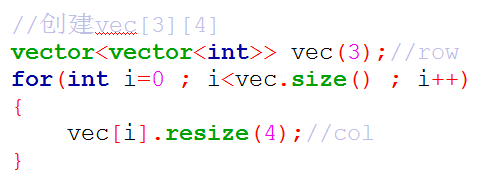 //创建vec[3][4]
vector<vector<int>> vec(3);//row
for(int i=0 ; i<vec.size() ; i++)
{
    vec[i].resize(4);//col
}